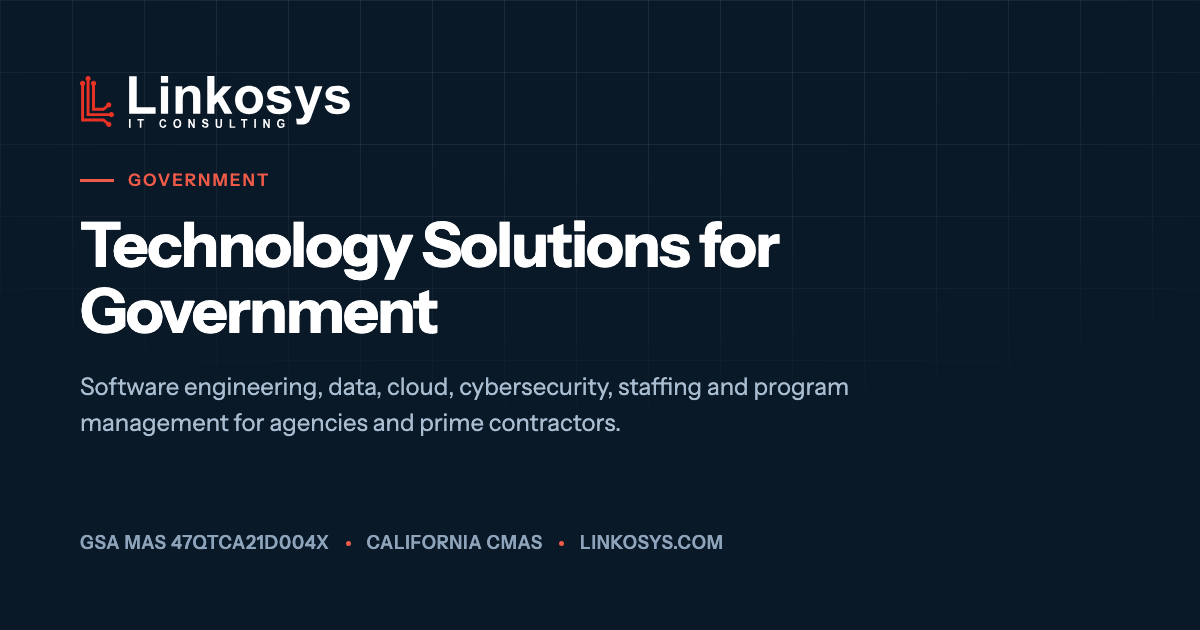 Linkosys
IT CONSULTING
GOVERNMENT
Technology Solutions for
Government
Software engineering, data, cloud, cybersecurity, staffing and program
management for agencies and prime contractors.
GSA MAS 47QTCA21D004X • CALIFORNIA CMAS • LINKOSYS.COM